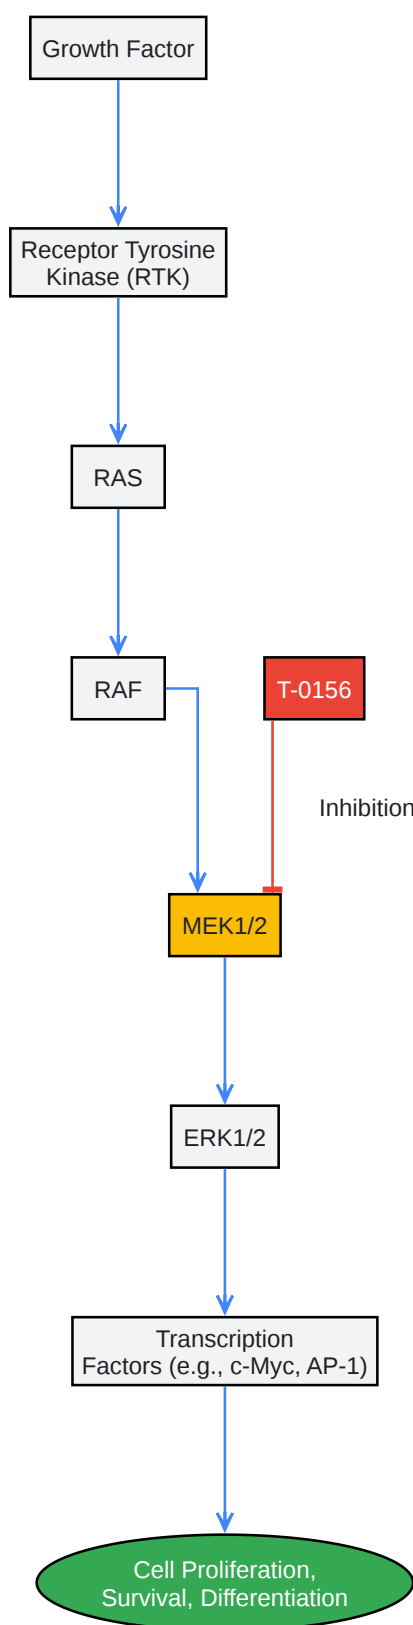 Growth Factor
Receptor Tyrosine
Kinase (RTK)
RAS
RAF
T-0156
Inhibition
MEK1/2
ERK1/2
Transcription
Factors (e.g., c-Myc, AP-1)
Cell Proliferation,
Survival, Differentiation